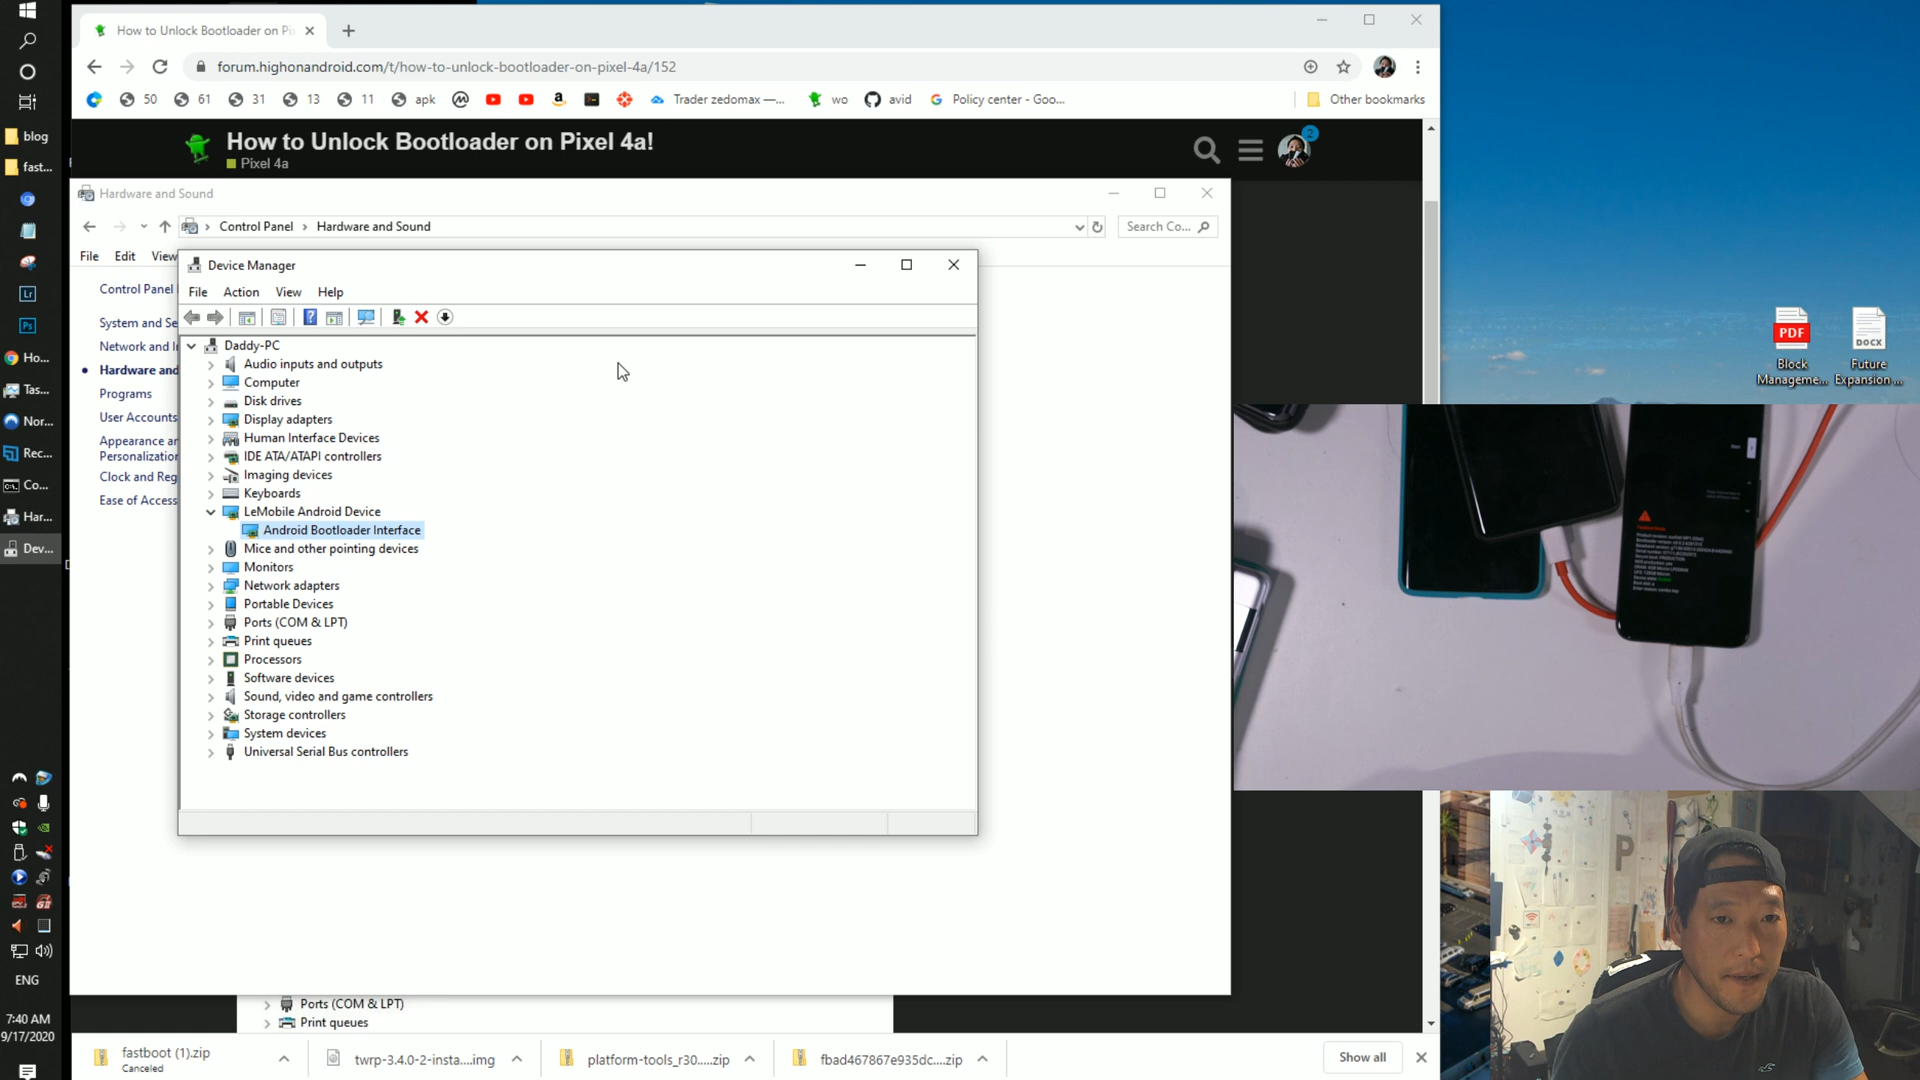 How to Unlock Bootloader on Pi
forum.highonandroid.com/t/how-to-unlock-bootloader-on-pixel-4a/152
50
61
31
13
11
apk
Trader zedomax —...
wo
avid
Policy center - Goo...
Other bookmarks
How to Unlock Bootloader on Pixel 4a!
Pixel 4a
2
Hardware and Sound
Control Panel
Hardware and Sound
Search Co...
File
Edit
View
Control Panel
System and Se
Network and I
Hardware and
Programs
User Accounts
Appearance ar
Personalization
Clock and Reg
Ease of Access
Device Manager
File
Action
View
Help
Daddy-PC
Audio inputs and outputs
Computer
Disk drives
Display adapters
Human Interface Devices
IDE ATA/ATAPI controllers
Imaging devices
Keyboards
LeMobile Android Device
Android Bootloader Interface
Mice and other pointing devices
Monitors
Network adapters
Portable Devices
Ports (COM & LPT)
Print queues
Processors
Software devices
Sound, video and game controllers
Storage controllers
System devices
Universal Serial Bus controllers
Ports (COM & LPT)
Print queues
fastboot (1).zip
Canceled
twrp-3.4.0-2-insta....img
platform-tools_r30.....zip
fbad467867e935dc....zip
Show all
blog
fast...
Lr
Ps
Ho...
Tas...
Nor...
Rec...
Co...
Har...
Dev...
ENG
7:40 AM
9/17/2020
PDF
Block
Manageme...
DOCX
Future
Expansion ...
P